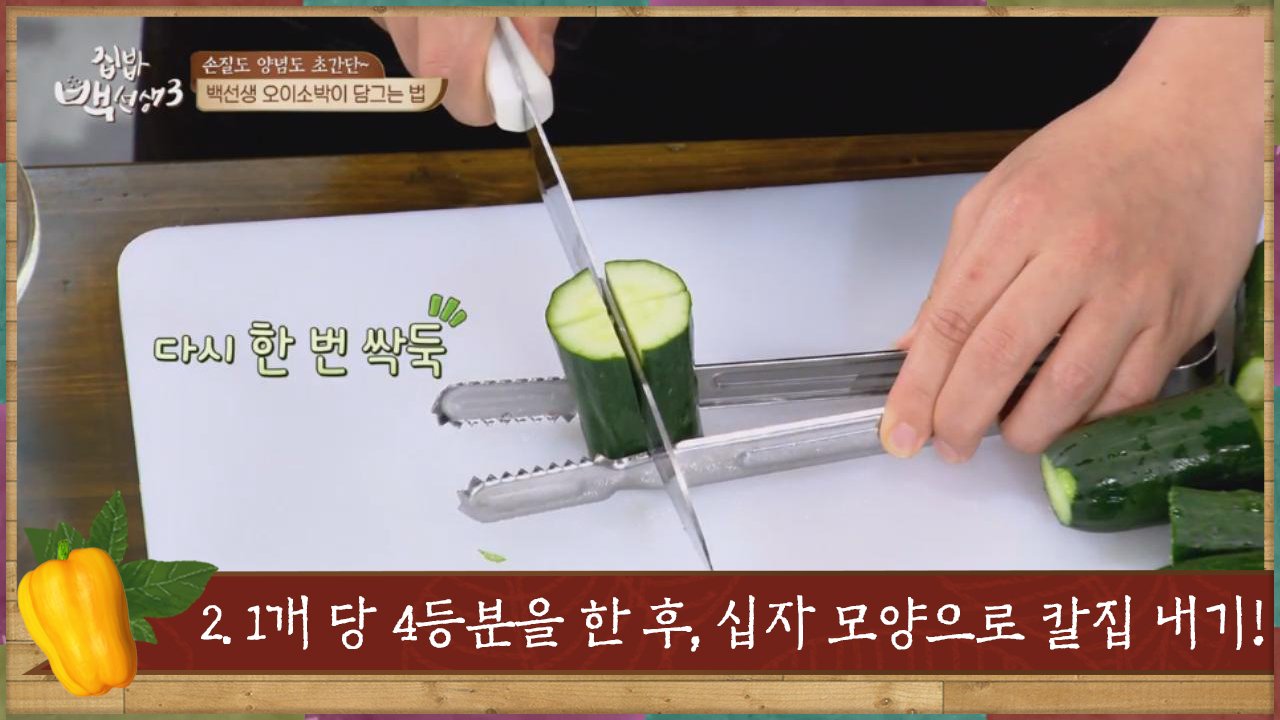 집밥
백선생3
손질도 양념도 초간단~
백선생 오이소박이 담그는 법
다시 한 번 싹둑
2. 1개 당 4등분을 한 후, 십자 모양으로 칼집 내기!